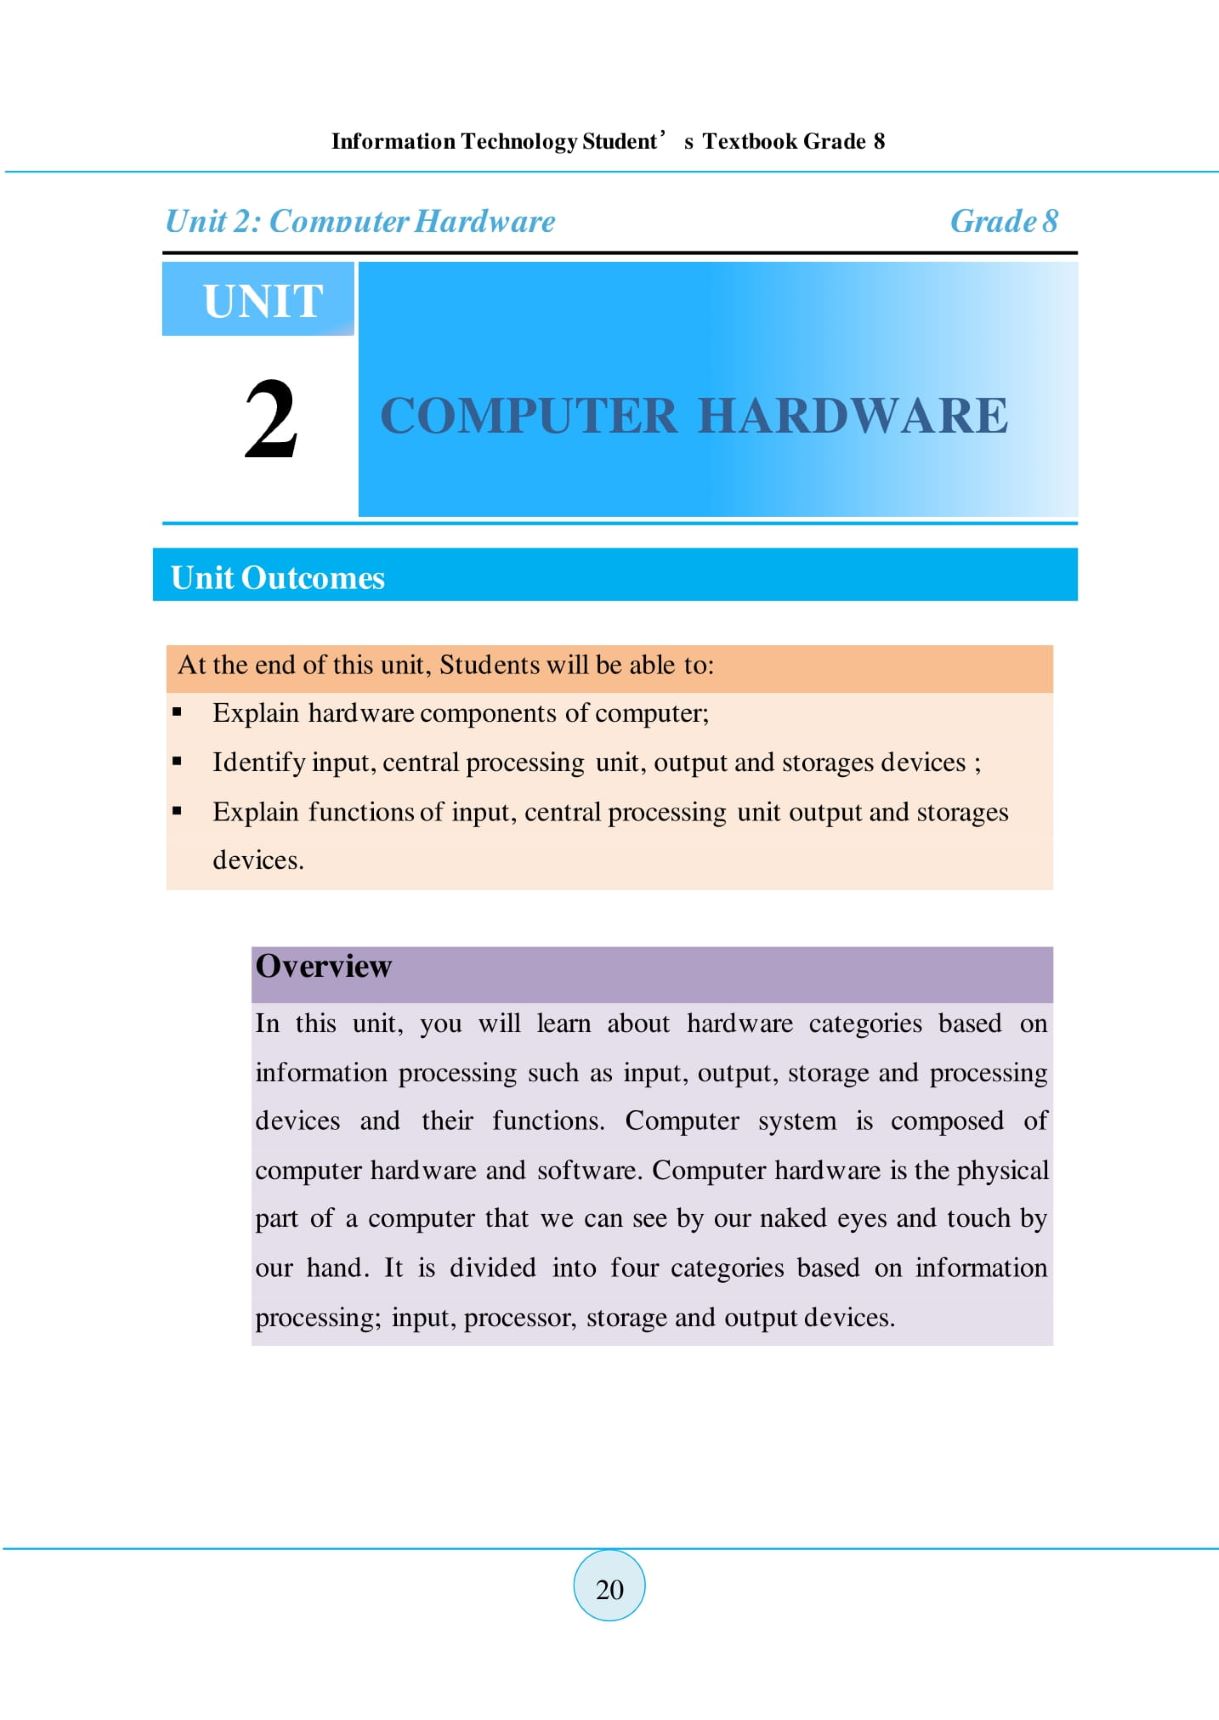 Information Technology Student’s Textbook Grade 8
Unit 2: Computer Hardware Grade 8
UNIT
2
COMPUTER HARDWARE
Unit Outcomes
At the end of this unit, Students will be able to:
▪ Explain hardware components of computer;
▪ Identify input, central processing unit, output and storages devices ;
▪ Explain functions of input, central processing unit output and storages
devices.
Overview
In this unit, you will learn about hardware categories based on
information processing such as input, output, storage and processing
devices and their functions. Computer system is composed of
computer hardware and software. Computer hardware is the physical
part of a computer that we can see by our naked eyes and touch by
our hand. It is divided into four categories based on information
processing; input, processor, storage and output devices.
20